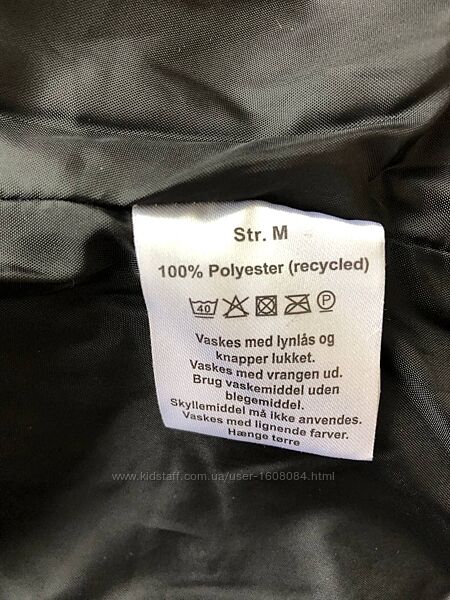 Str. M
100% Polyester (recycled)
40 P
Vaskes med lynlås og
knapper lukket.
Vaskes med vrangen ud.
Brug vaskemiddel uden
blegemiddel.
Skyllemiddel må ikke anvendes.
Vaskes med lignende farver.
Hænge tørre
www.kidstaff.com.ua/user-1608084.html